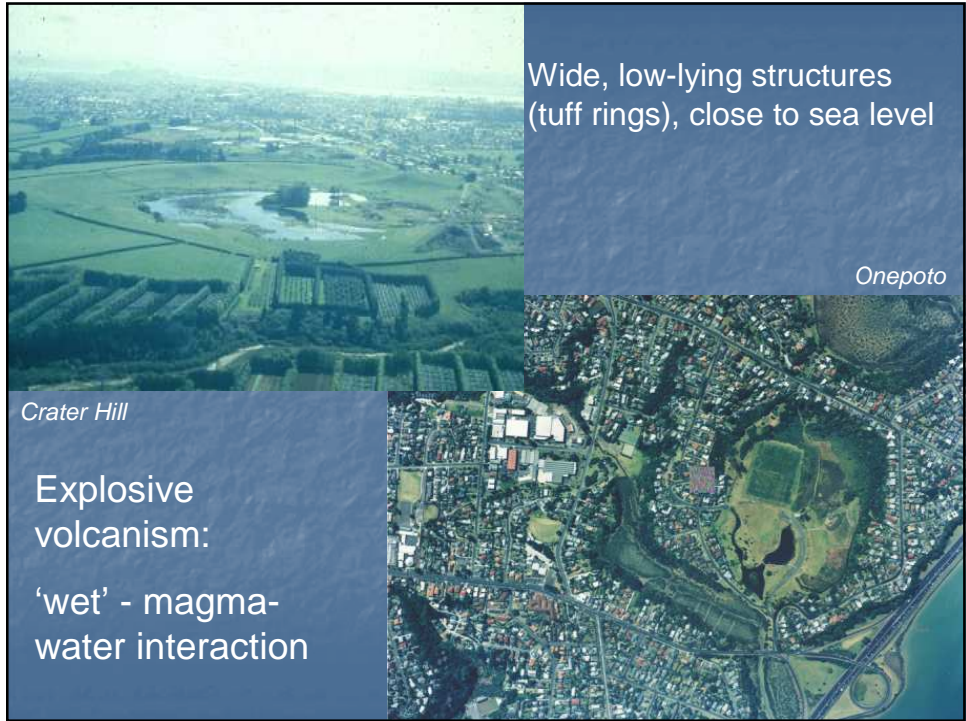 Wide, low-lying structures
(tuff rings), close to sea level
Onepoto
Crater Hill
Explosive
volcanism:
‘wet’ - magma-
water interaction